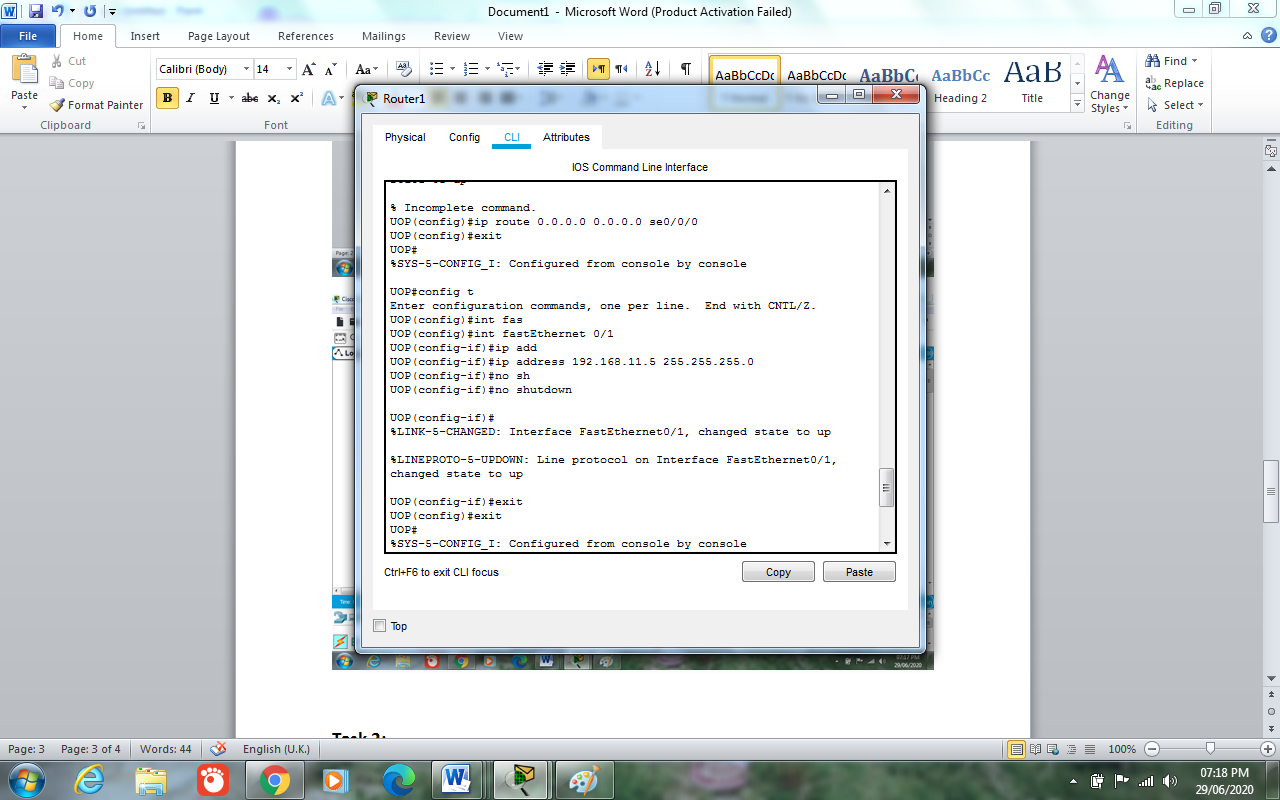 Document1 - Microsoft Word (Product Activation Failed)
File Home Insert Page Layout References Mailings Review View
Paste
Cut
Copy
Format Painter
Clipboard
Calibri (Body) 14
Font
AaBbCcDc AaBbCcDc AaBbC AaBbCc AaB
Heading 2 Title
Change Styles
Find
Replace
Select
Editing
Router1
Physical Config CLI Attributes
IOS Command Line Interface
% Incomplete command.
UOP(config)#ip route 0.0.0.0 0.0.0.0 se0/0/0
UOP(config)#exit
UOP#
%SYS-5-CONFIG_I: Configured from console by console
UOP#config t
Enter configuration commands, one per line.  End with CNTL/Z.
UOP(config)#int fas
UOP(config)#int fastEthernet 0/1
UOP(config-if)#ip add
UOP(config-if)#ip address 192.168.11.5 255.255.255.0
UOP(config-if)#no sh
UOP(config-if)#no shutdown
UOP(config-if)#
%LINK-5-CHANGED: Interface FastEthernet0/1, changed state to up
%LINEPROTO-5-UPDOWN: Line protocol on Interface FastEthernet0/1,
changed state to up
UOP(config-if)#exit
UOP(config)#exit
UOP#
%SYS-5-CONFIG_I: Configured from console by console
Ctrl+F6 to exit CLI focus
Copy Paste
Top
07:17 PM
29/06/2020
Task 2:
Page: 3 Page: 3 of 4 Words: 44 English (U.K.) 100%
07:18 PM
29/06/2020